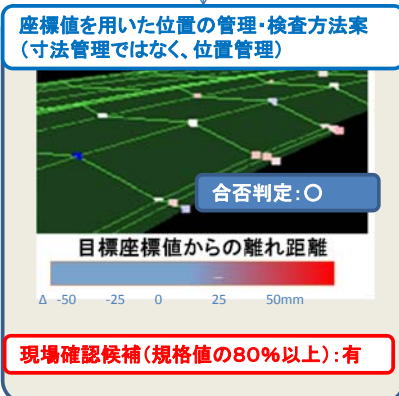 座標値を用いた位置の管理・検査方法案
(寸法管理ではなく、位置管理)
合否判定:〇
目標座標値からの離れ距離
Δ -50 -25 0 25 50mm
現場確認候補(規格値の80%以上):有